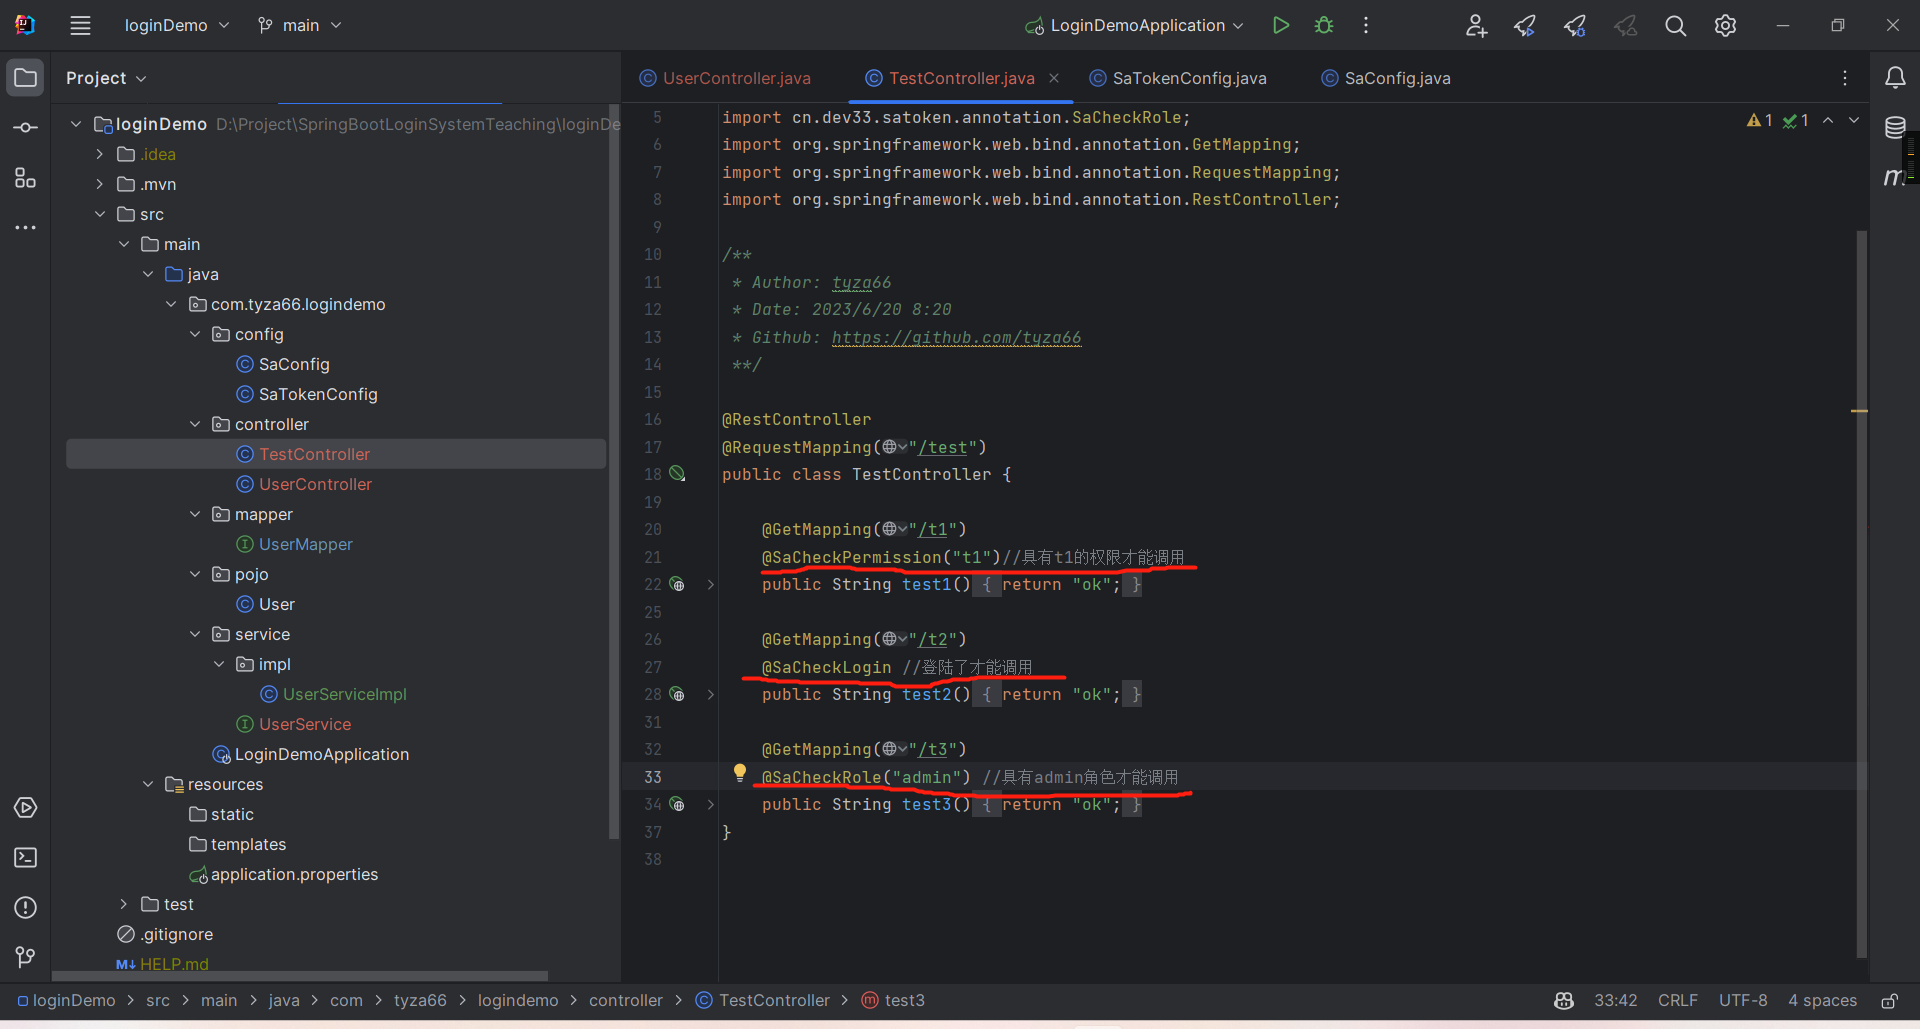 loginDemo
main
LoginDemoApplication
Project
loginDemo D:\Project\SpringBootLoginSystemTeaching\loginDe
.idea
.mvn
src
main
java
com.tyza66.logindemo
config
SaConfig
SaTokenConfig
controller
TestController
UserController
mapper
UserMapper
pojo
User
service
impl
UserServiceImpl
UserService
LoginDemoApplication
resources
static
templates
application.properties
test
.gitignore
M↓ HELP.md
UserController.java
TestController.java
SaTokenConfig.java
SaConfig.java
1 1
5 import cn.dev33.satoken.annotation.SaCheckRole;
6 import org.springframework.web.bind.annotation.GetMapping;
7 import org.springframework.web.bind.annotation.RequestMapping;
8 import org.springframework.web.bind.annotation.RestController;
9
10 /**
11 * Author: tyza66
12 * Date: 2023/6/20 8:20
13 * Github: https://github.com/tyza66
14 **/
15
16 @RestController
17 @RequestMapping("/test")
18 public class TestController {
19
20 @GetMapping("/t1")
21 @SaCheckPermission("t1")//具有t1的权限才能调用
22 public String test1() { return "ok"; }
25
26 @GetMapping("/t2")
27 @SaCheckLogin //登陆了才能调用
28 public String test2() { return "ok"; }
31
32 @GetMapping("/t3")
33 @SaCheckRole("admin") //具有admin角色才能调用
34 public String test3() { return "ok"; }
37 }
38
m
loginDemo > src > main > java > com > tyza66 > logindemo > controller > TestController > test3
33:42 CRLF UTF-8 4 spaces